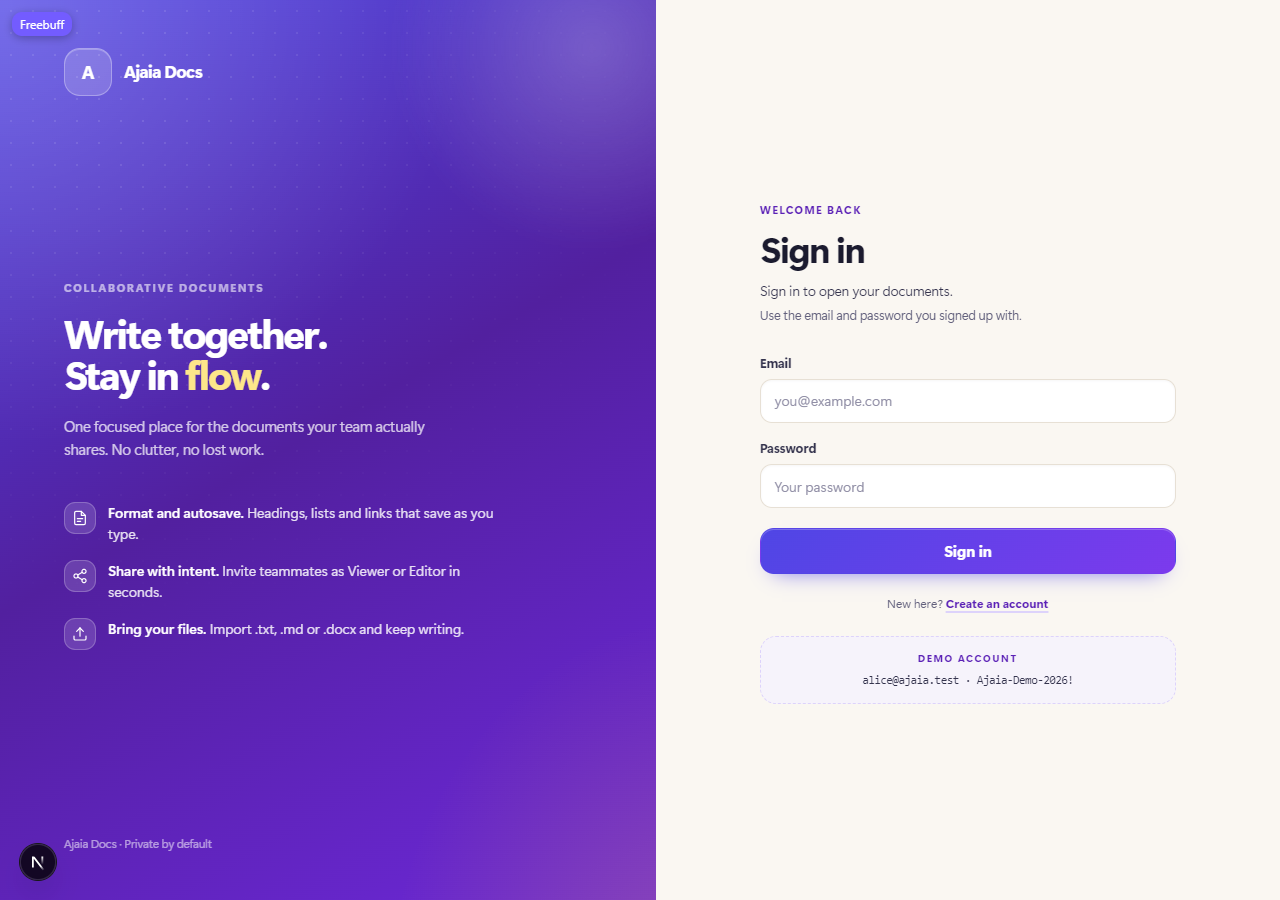 Freebuff
A
Ajaia Docs
COLLABORATIVE DOCUMENTS
Write together.
Stay in flow.
One focused place for the documents your team actually
shares. No clutter, no lost work.
Format and autosave. Headings, lists and links that save as you
type.
Share with intent. Invite teammates as Viewer or Editor in
seconds.
Bring your files. Import .txt, .md or .docx and keep writing.
Ajaia Docs · Private by default
N
WELCOME BACK
Sign in
Sign in to open your documents.
Use the email and password you signed up with.
Email
you@example.com
Password
Your password
Sign in
New here? Create an account
DEMO ACCOUNT
alice@ajaia.test · Ajaia-Demo-2026!